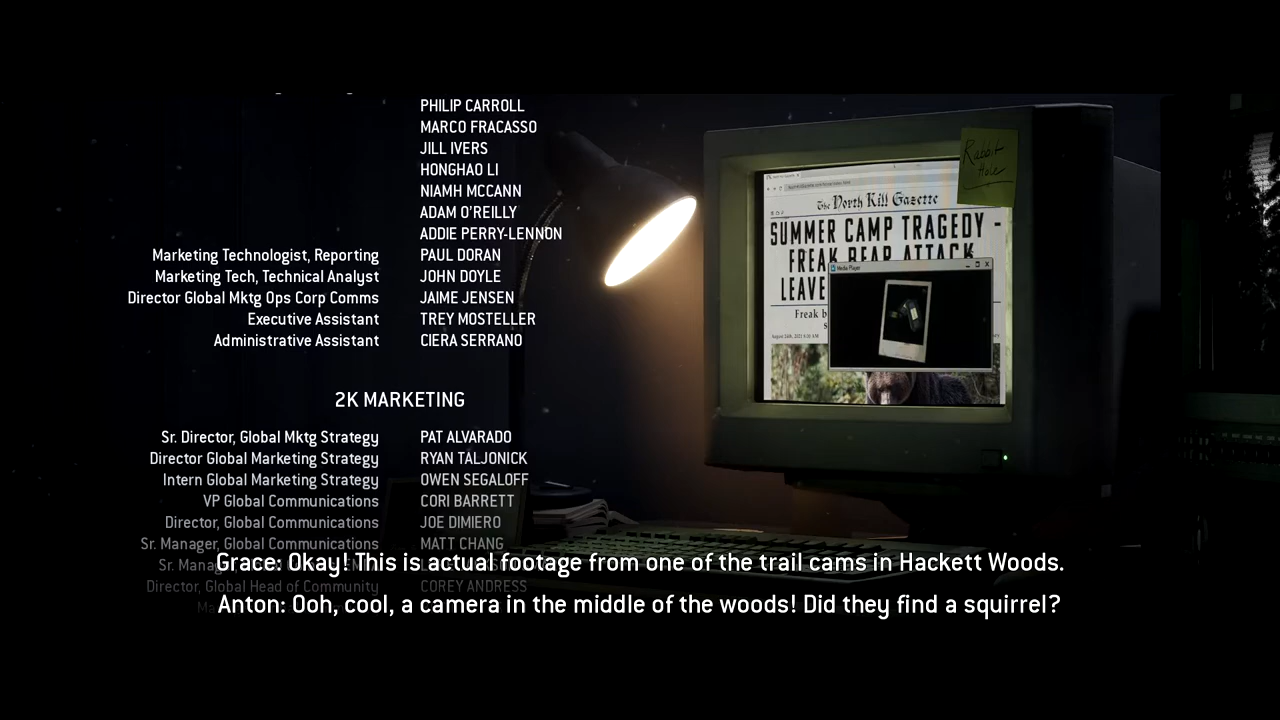 PHILIP CARROLL
MARCO FRACASSO
JILL IVERS
HONGHAO LI
NIAMH MCCANN
ADAM O'REILLY
ADDIE PERRY-LENNON
Marketing Technologist, Reporting PAUL DORAN
Marketing Tech, Technical Analyst JOHN DOYLE
Director Global Mktg Ops Corp Comms JAIME JENSEN
Executive Assistant TREY MOSTELLER
Administrative Assistant CIERA SERRANO
2K MARKETING
Sr. Director, Global Mktg Strategy PAT ALVARADO
Director Global Marketing Strategy RYAN TALJONICK
Intern Global Marketing Strategy OWEN SEGALOFF
VP Global Communications CORI BARRETT
Director, Global Communications JOE DIMIERO
Sr. Manager, Global Communications MATT CHANG
Director, Global Head of Community COREY ANDRESS
Grace: Okay! This is actual footage from one of the trail cams in Hackett Woods.
Anton: Ooh, cool, a camera in the middle of the woods! Did they find a squirrel?
Rabbit
Hole
The North Kill Gazette
SUMMER CAMP TRAGEDY -
FREAK BEAR ATTACK
LEAVE
Media Player
Freak b